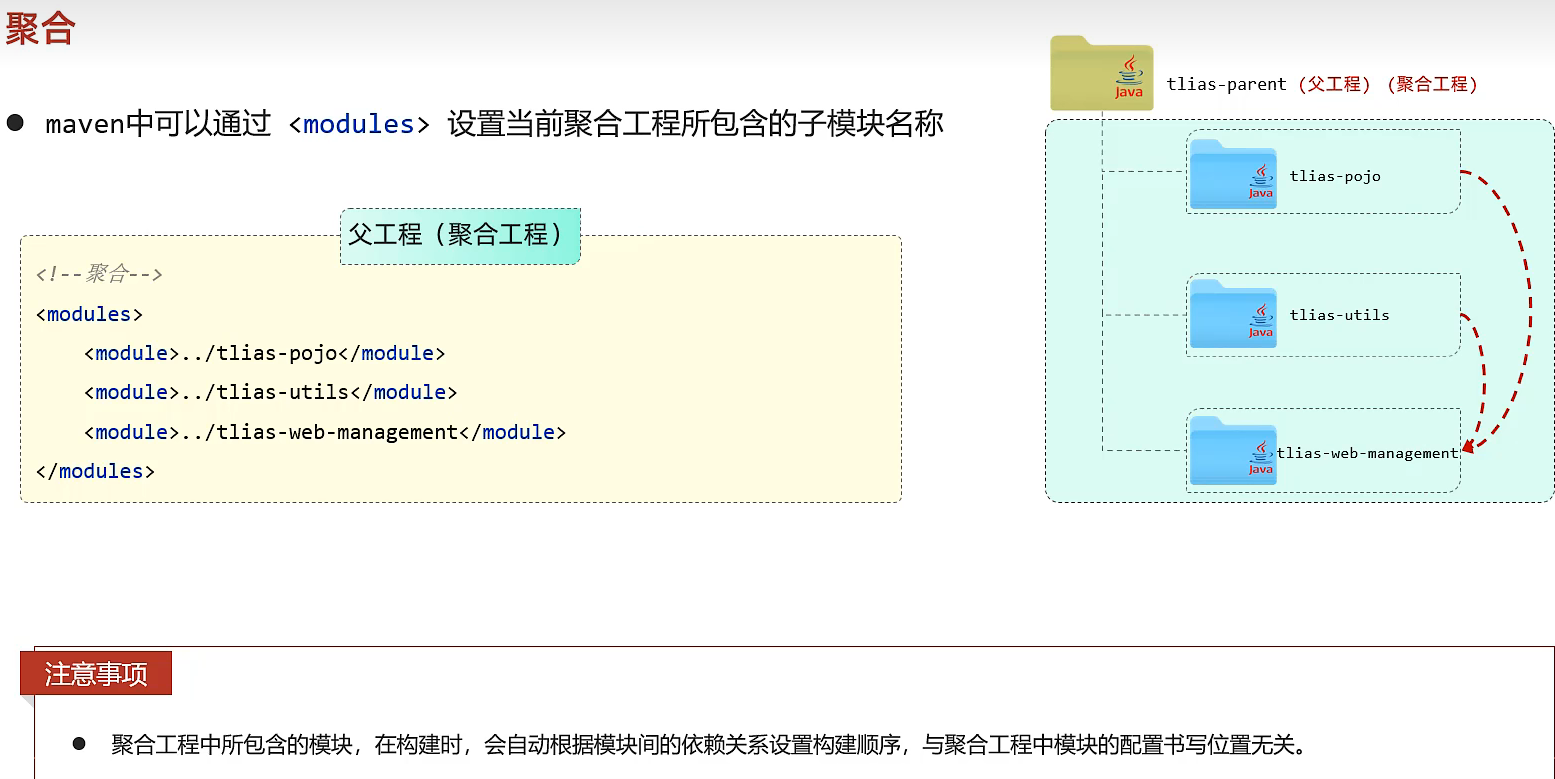 聚合
● maven中可以通过 <modules> 设置当前聚合工程所包含的子模块名称
父工程（聚合工程）
<!--聚合-->
<modules>
    <module>../tlias-pojo</module>
    <module>../tlias-utils</module>
    <module>../tlias-web-management</module>
</modules>
Java
tlias-parent（父工程）（聚合工程）
Java
tlias-pojo
Java
tlias-utils
Java
tlias-web-management
注意事项
● 聚合工程中所包含的模块，在构建时，会自动根据模块间的依赖关系设置构建顺序，与聚合工程中模块的配置书写位置无关。